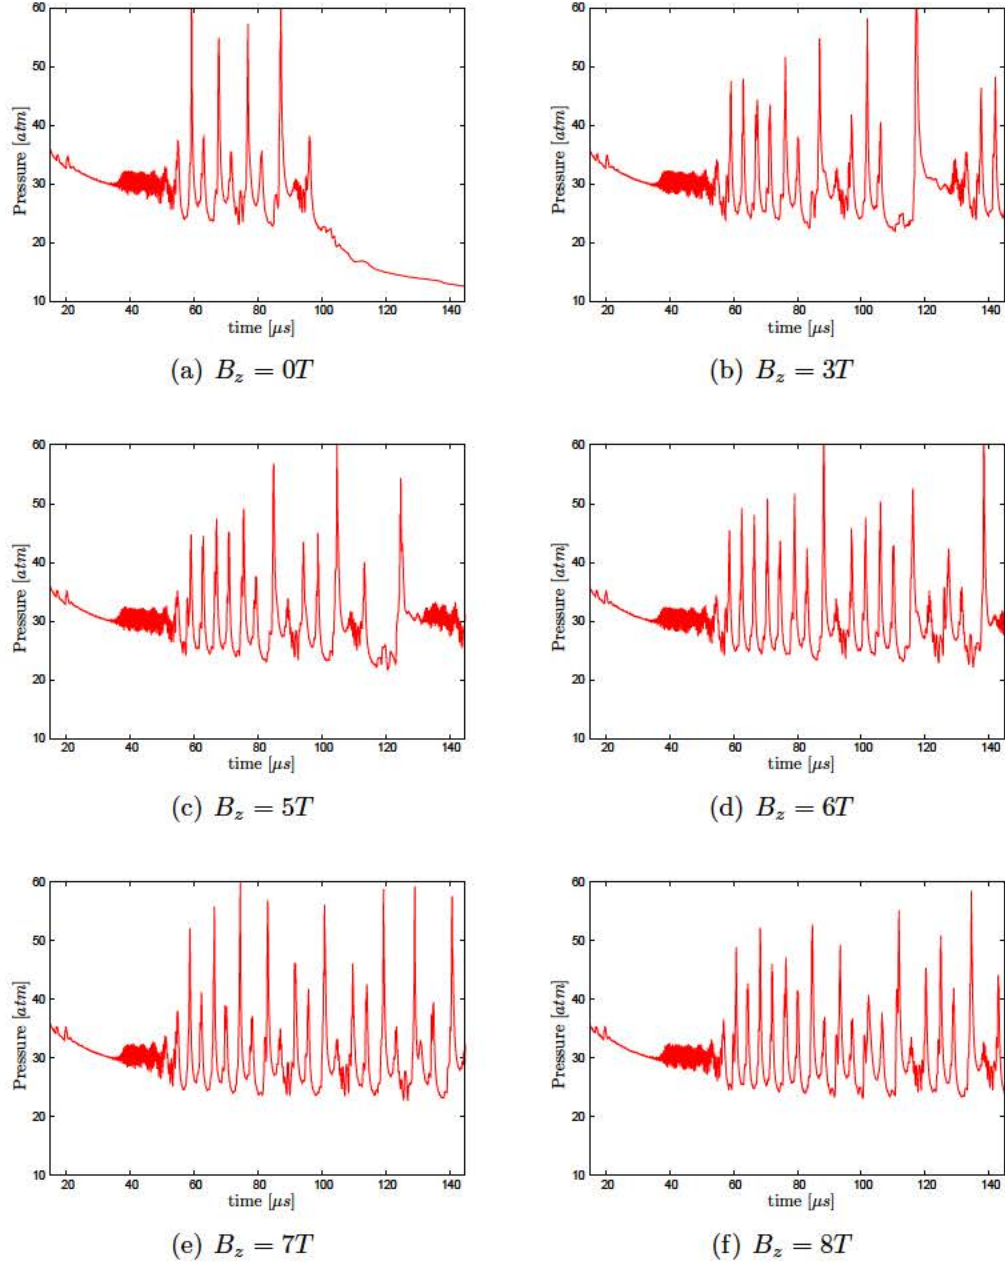 60
50
40
30
20
10
Pressure [atm]
20 40 60 80 100 120 140
time [μs]
(a) B_z = 0T
60
50
40
30
20
10
Pressure [atm]
20 40 60 80 100 120 140
time [μs]
(b) B_z = 3T
60
50
40
30
20
10
Pressure [atm]
20 40 60 80 100 120 140
time [μs]
(c) B_z = 5T
60
50
40
30
20
10
Pressure [atm]
20 40 60 80 100 120 140
time [μs]
(d) B_z = 6T
60
50
40
30
20
10
Pressure [atm]
20 40 60 80 100 120 140
time [μs]
(e) B_z = 7T
60
50
40
30
20
10
Pressure [atm]
20 40 60 80 100 120 140
time [μs]
(f) B_z = 8T